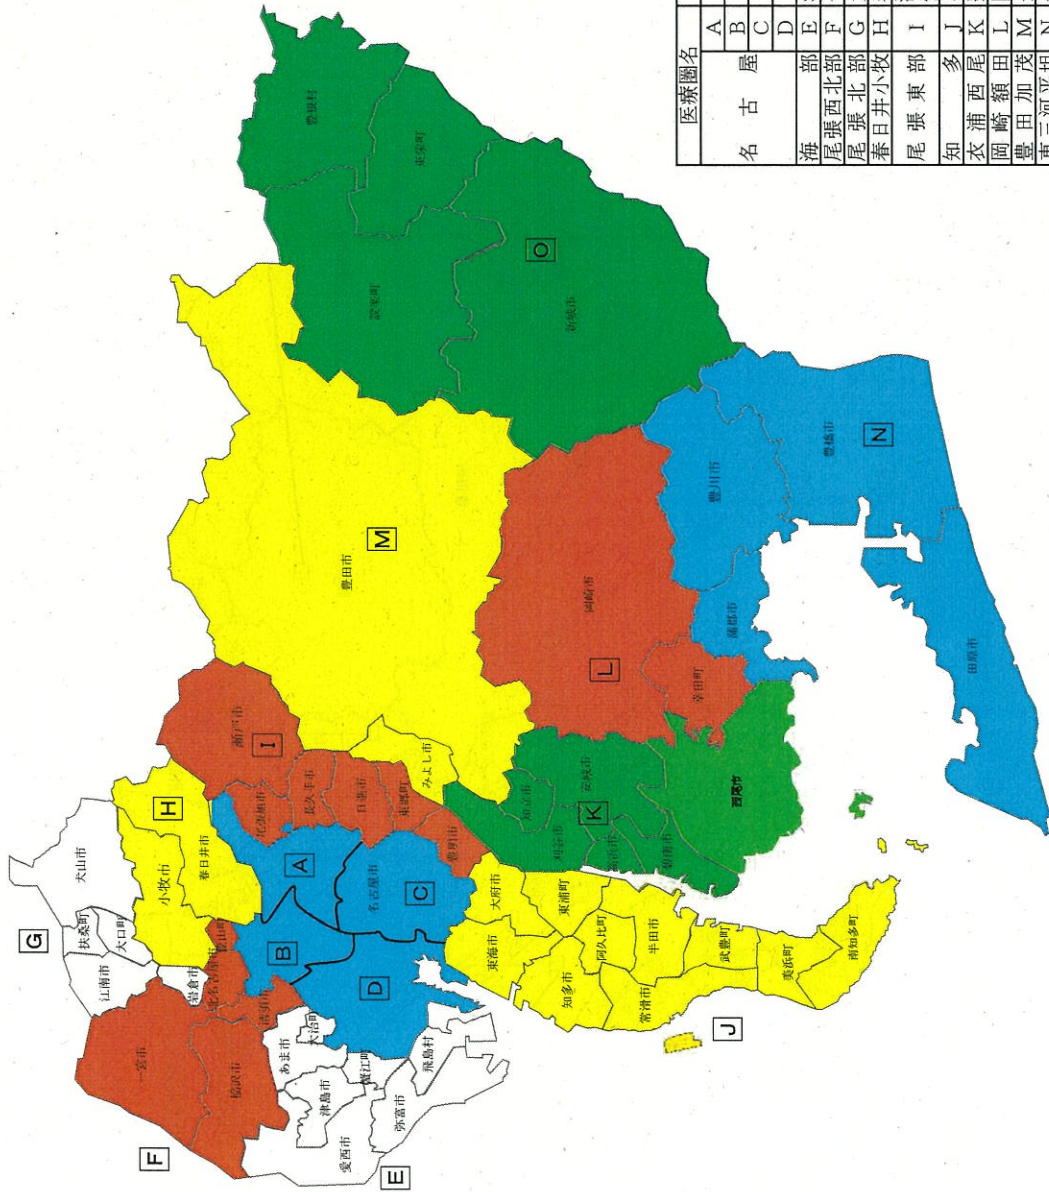 G
犬山市
扶桑町
大口町
江南市
岩倉市
H
小牧市
春日井市
F
一宮市
稲沢市
北名古屋市
豊山町
清須市
I
瀬戸市
尾張旭市
長久手市
日進市
東郷町
豊明市
A
B
名古屋市
C
D
E
あま市
大治町
津島市
愛西市
蟹江町
弥富市
飛島村
M
豊田市
みよし市
豊根村
東栄町
設楽町
O
新城市
K
知立市
刈谷市
安城市
高浜市
碧南市
西尾市
L
岡崎市
幸田町
J
東海市
大府市
東浦町
知多市
阿久比町
半田市
常滑市
武豊町
美浜町
南知多町
N
豊川市
豊橋市
蒲郡市
田原市
医療圏名
名古屋 A
B
C
D
海部 E
尾張西北部 F
尾張北部 G
春日井小牧 H
尾張東部 I
知多 J
衣浦西尾 K
岡崎額田 L
豊田加茂 M
東三河平坦 N